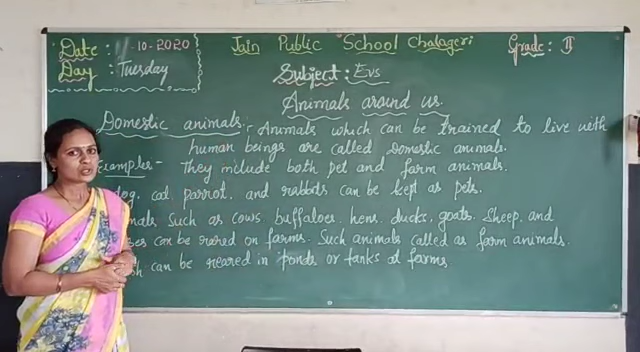 Date : -10-2020
Jain Public School Chalageri
Grade : II
Day : Tuesday
Subject : Evs
Animals around us.
Domestic animals :- Animals which can be trained to live with
human beings are called Domestic animals.
Examples - They include both pet and farm animals.
dog, cat, parrot, and rabbits can be kept as pets.
such as cows buffaloes, hens, ducks, goats, Sheep, and
can be reared on farms. Such animals called as farm animals.
can be reared in ponds or tanks at farms.